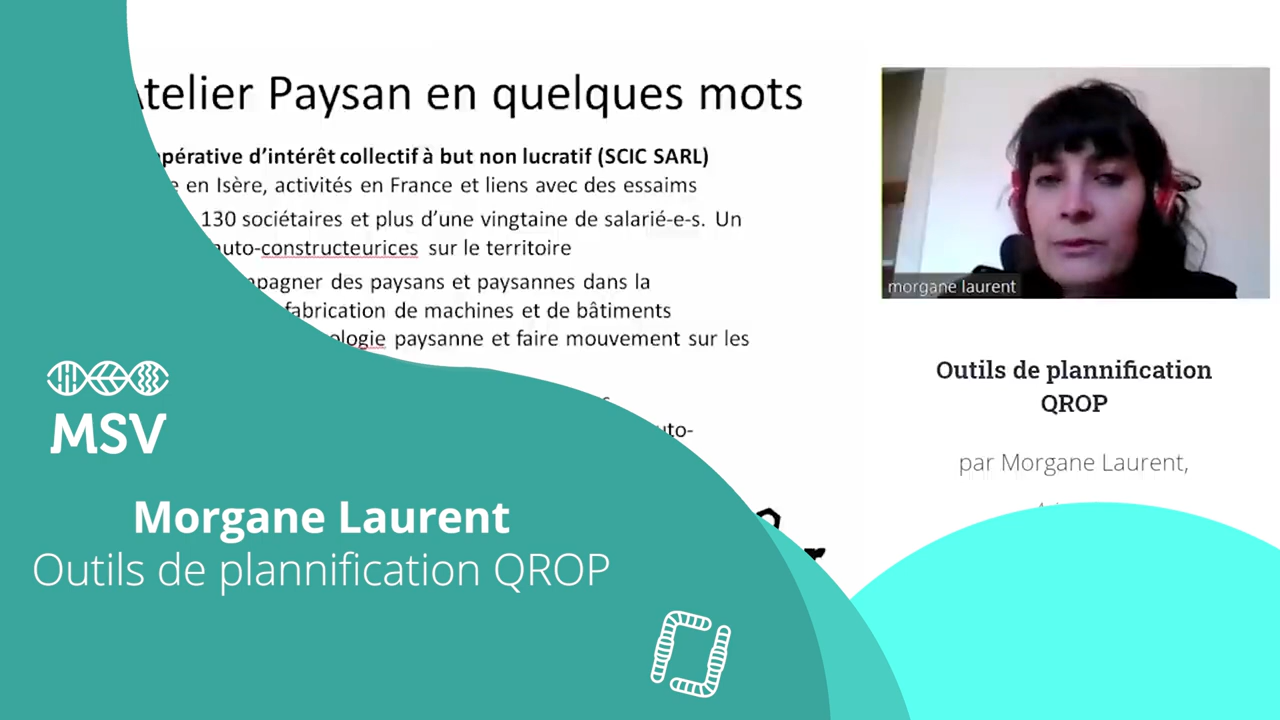 telier Paysan en quelques mots
opérative d'intérêt collectif à but non lucratif (SCIC SARL)
en Isère, activités en France et liens avec des essaims
130 sociétaires et plus d'une vingtaine de salarié-e-s. Un
auto-constructeurices sur le territoire
pagner des paysans et paysannes dans la
fabrication de machines et de bâtiments
ologie paysanne et faire mouvement sur les
uto-
morgane laurent
Outils de plannification
QROP
par Morgane Laurent,
MSV
Morgane Laurent
Outils de plannification QROP